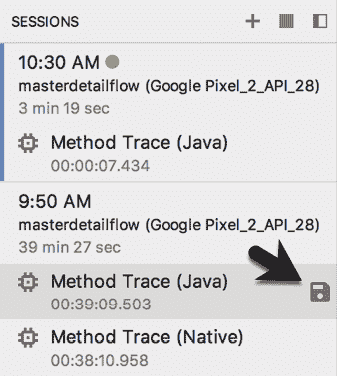 SESSIONS
10:30 AM
masterdetailflow (Google Pixel_2_API_28)
3 min 19 sec
Method Trace (Java)
00:00:07.434
9:50 AM
masterdetailflow (Google Pixel_2_API_28)
39 min 27 sec
Method Trace (Java)
00:39:09.503
Method Trace (Native)
00:38:10.958